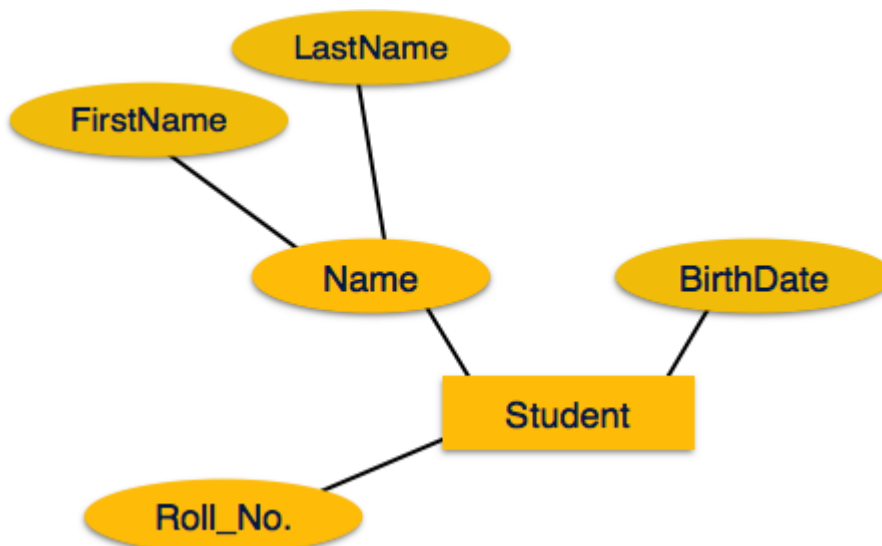 LastName
FirstName
Name
BirthDate
Student
Roll_No.